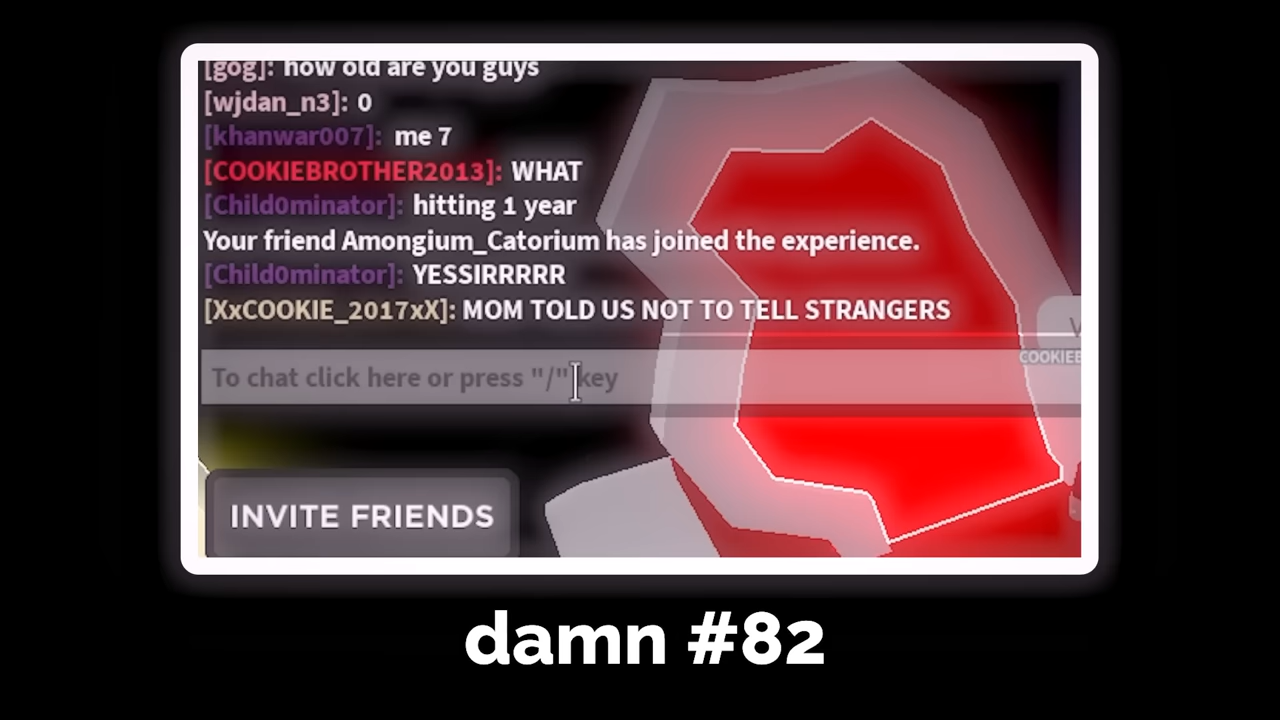 [gog]: how old are you guys
[wjdan_n3]: 0
[khanwar007]: me 7
[COOKIEBROTHER2013]: WHAT
[Child0minator]: hitting 1 year
Your friend Amongium_Catorium has joined the experience.
[Child0minator]: YESSIRRRRR
[XxCOOKIE_2017xX]: MOM TOLD US NOT TO TELL STRANGERS
To chat click here or press "/" key
INVITE FRIENDS
damn #82